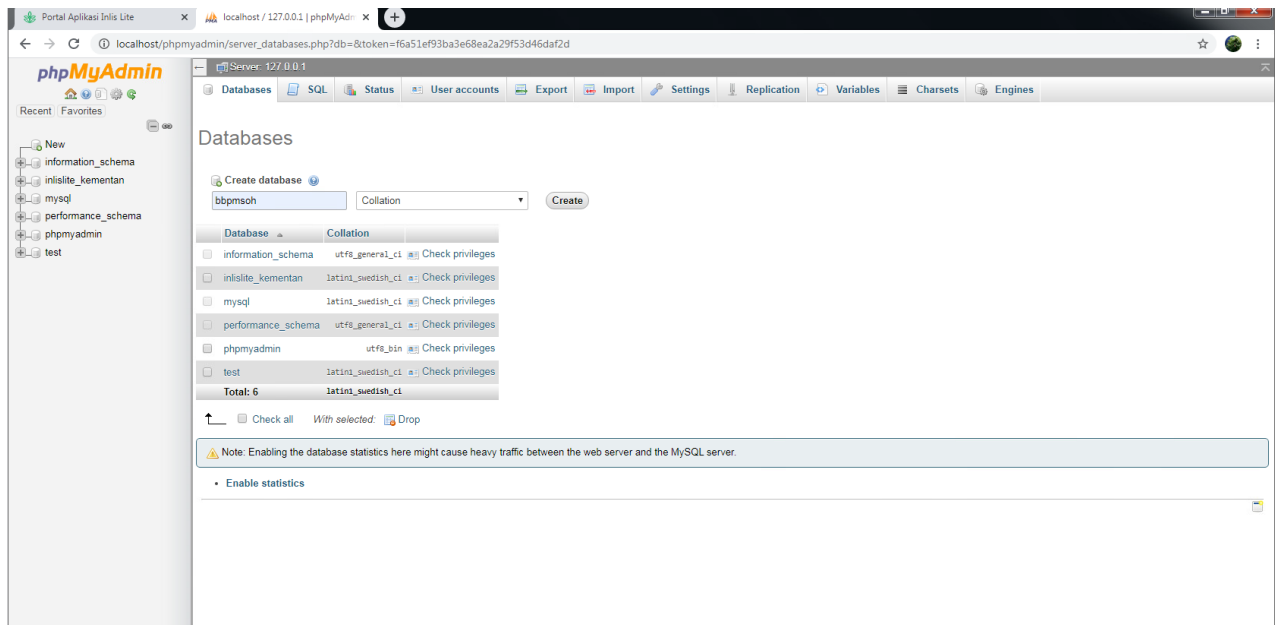 Portal Aplikasi Inlis Lite
localhost / 127.0.0.1 | phpMyAdm
localhost/phpmyadmin/server_databases.php?db=&token=f6a51ef93ba3e68ea2a29f53d46daf2d
phpMyAdmin
Recent Favorites
New
information_schema
inlislite_kementan
mysql
performance_schema
phpmyadmin
test
Server: 127.0.0.1
Databases SQL Status User accounts Export Import Settings Replication Variables Charsets Engines
Databases
Create database
bbpmsoh Collation Create
Database Collation
information_schema utf8_general_ci Check privileges
inlislite_kementan latin1_swedish_ci Check privileges
mysql latin1_swedish_ci Check privileges
performance_schema utf8_general_ci Check privileges
phpmyadmin utf8_bin Check privileges
test latin1_swedish_ci Check privileges
Total: 6 latin1_swedish_ci
Check all With selected: Drop
Note: Enabling the database statistics here might cause heavy traffic between the web server and the MySQL server.
• Enable statistics